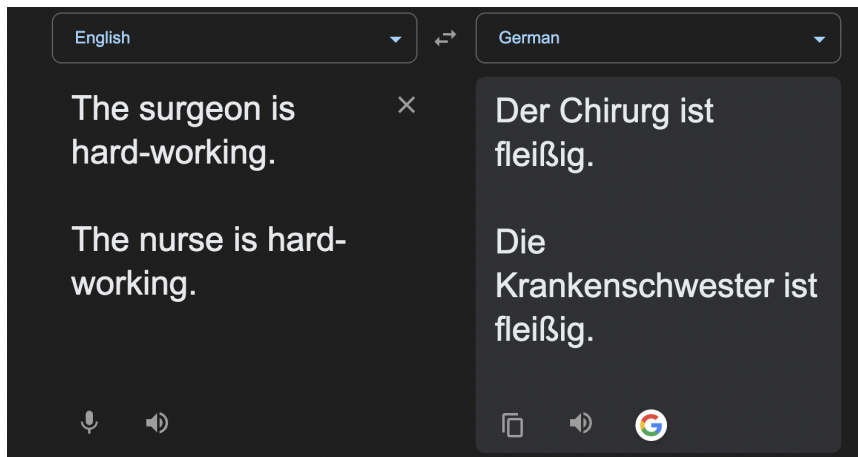 English
German
The surgeon is
hard-working.
The nurse is hard-
working.
Der Chirurg ist
fleißig.
Die
Krankenschwester ist
fleißig.